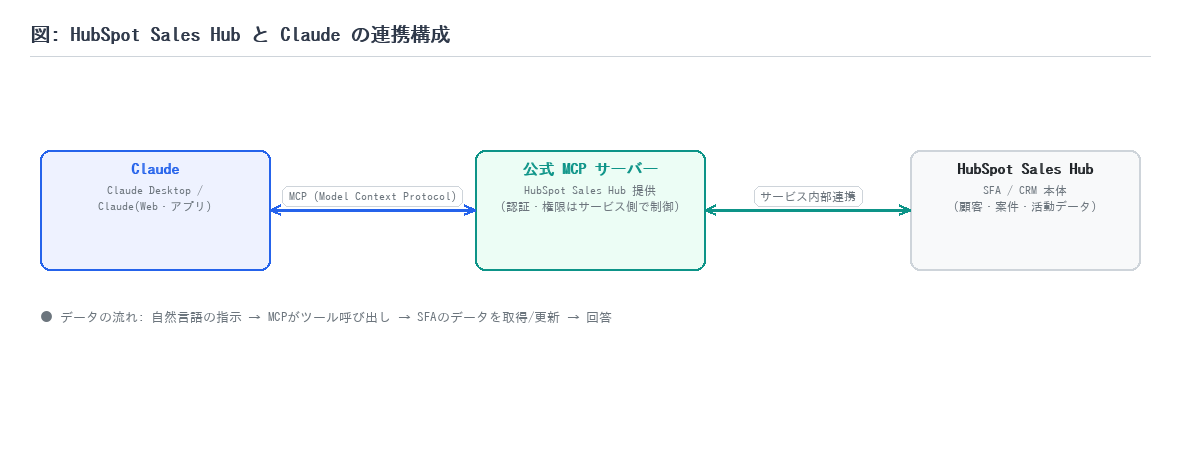 図: HubSpot Sales Hub と Claude の連携構成
Claude
Claude Desktop /
Claude(Web・アプリ)
MCP (Model Context Protocol)
公式 MCP サーバー
HubSpot Sales Hub 提供
(認証・権限はサービス側で制御)
サービス内部連携
HubSpot Sales Hub
SFA / CRM 本体
(顧客・案件・活動データ)
● データの流れ: 自然言語の指示 → MCPがツール呼び出し → SFAのデータを取得/更新 → 回答